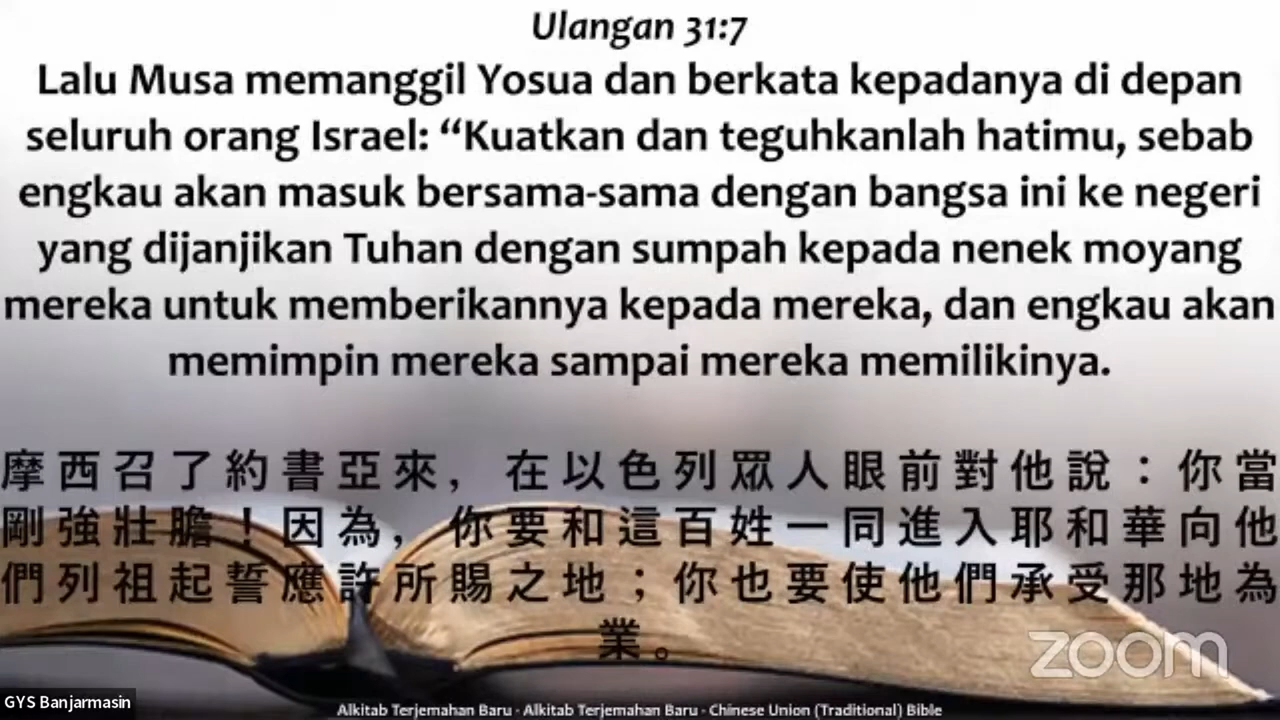 Ulangan 31:7
Lalu Musa memanggil Yosua dan berkata kepadanya di depan
seluruh orang Israel: “Kuatkan dan teguhkanlah hatimu, sebab
engkau akan masuk bersama-sama dengan bangsa ini ke negeri
yang dijanjikan Tuhan dengan sumpah kepada nenek moyang
mereka untuk memberikannya kepada mereka, dan engkau akan
memimpin mereka sampai mereka memilikinya.
摩西召了約書亞來，在以色列眾人眼前對他說：你當
剛強壯膽！因為，你要和這百姓一同進入耶和華向他
們列祖起誓應許所賜之地；你也要使他們承受那地為
業。
zoom
GYS Banjarmasin
Alkitab Terjemahan Baru - Alkitab Terjemahan Baru - Chinese Union (Traditional) Bible